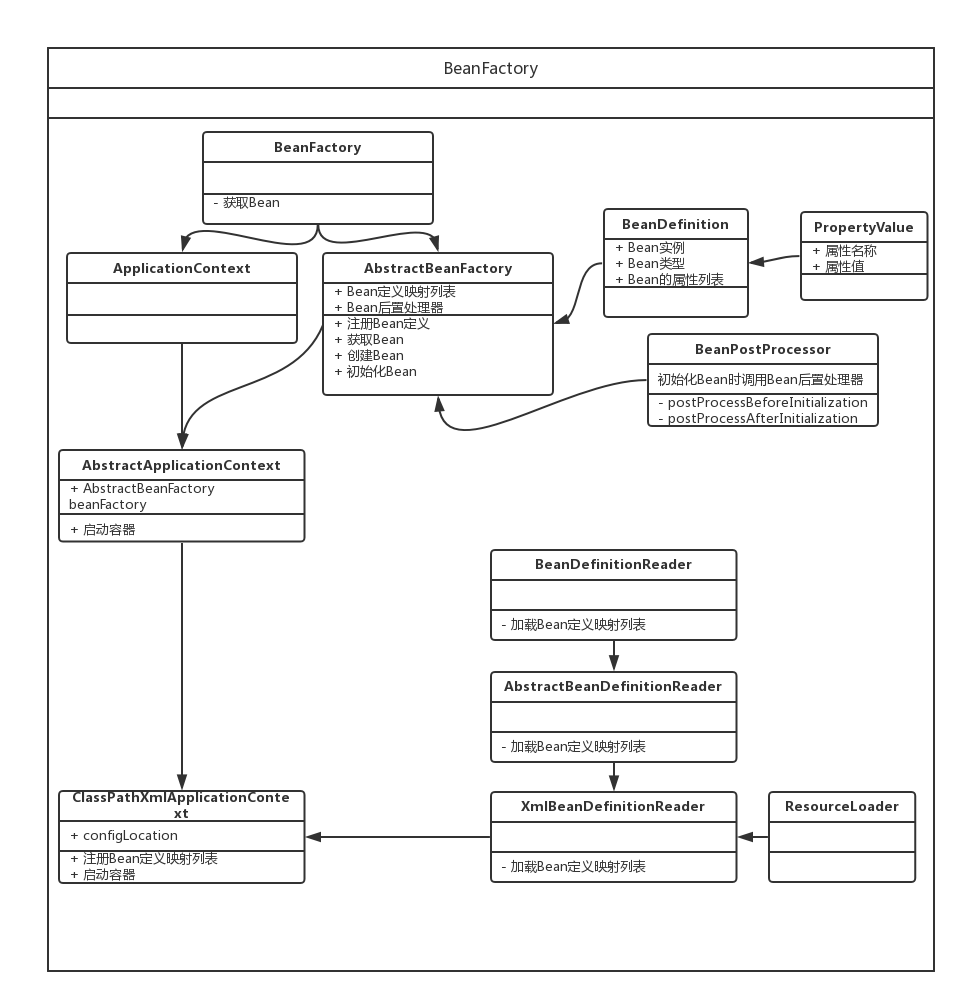 BeanFactory
BeanFactory
- 获取Bean
ApplicationContext
AbstractBeanFactory
+ Bean定义映射列表
+ Bean后置处理器
+ 注册Bean定义
+ 获取Bean
+ 创建Bean
+ 初始化Bean
BeanDefinition
+ Bean实例
+ Bean类型
+ Bean的属性列表
PropertyValue
+ 属性名称
+ 属性值
BeanPostProcessor
初始化Bean时调用Bean后置处理器
- postProcessBeforeInitialization
- postProcessAfterInitialization
AbstractApplicationContext
+ AbstractBeanFactory
beanFactory
+ 启动容器
BeanDefinitionReader
- 加载Bean定义映射列表
AbstractBeanDefinitionReader
- 加载Bean定义映射列表
ClassPathXmlApplicationConte
xt
+ configLocation
+ 注册Bean定义映射列表
+ 启动容器
XmlBeanDefinitionReader
- 加载Bean定义映射列表
ResourceLoader